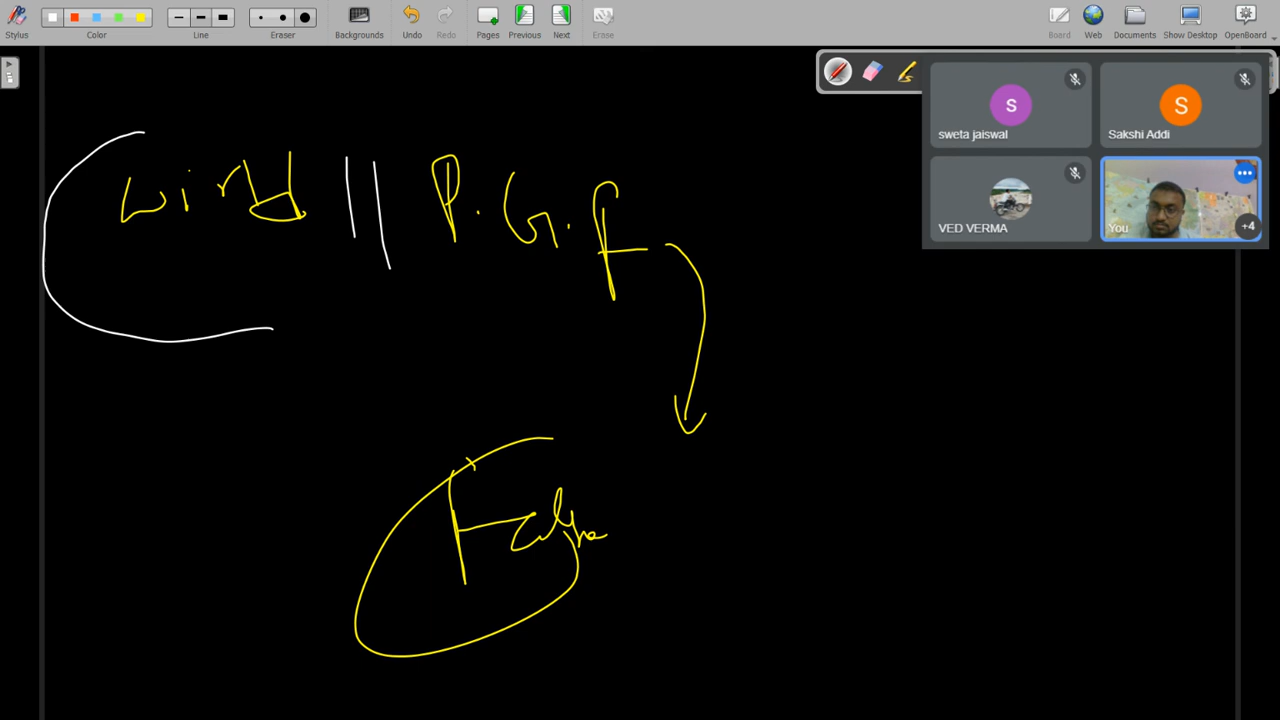 Stylus Color Line Eraser Backgrounds Undo Redo Pages Previous Next Erase Board Web Documents Show Desktop OpenBoard
s sweta jaiswal
S Sakshi Addi
VED VERMA
You +4
Wind || P.G.f
False